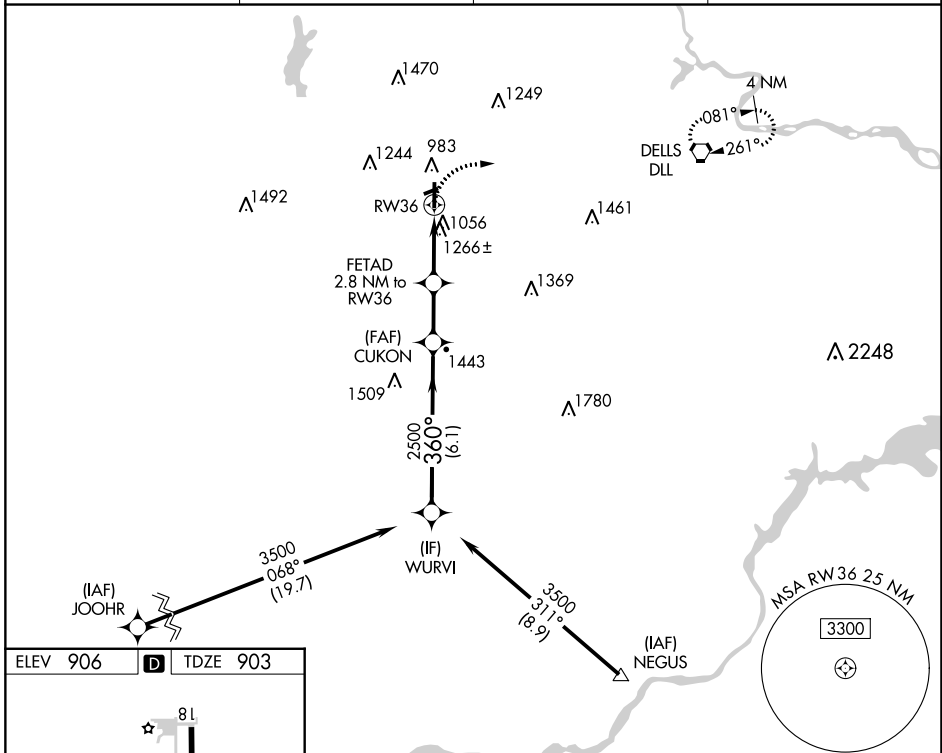 1470
1249
4 NM
081°
261°
DELLS
DLL
1244
983
1492
RW36
1056
1461
1266±
FETAD
2.8 NM to
RW36
1369
(FAF)
CUKON
1443
2248
1509
1780
2500
360°
(6.1)
(IF)
WURVI
3500
068°
(19.7)
(IAF)
JOOHR
3500
311°
(8.9)
(IAF)
NEGUS
MSA RW36 25 NM
3300
ELEV 906 D TDZE 903
18